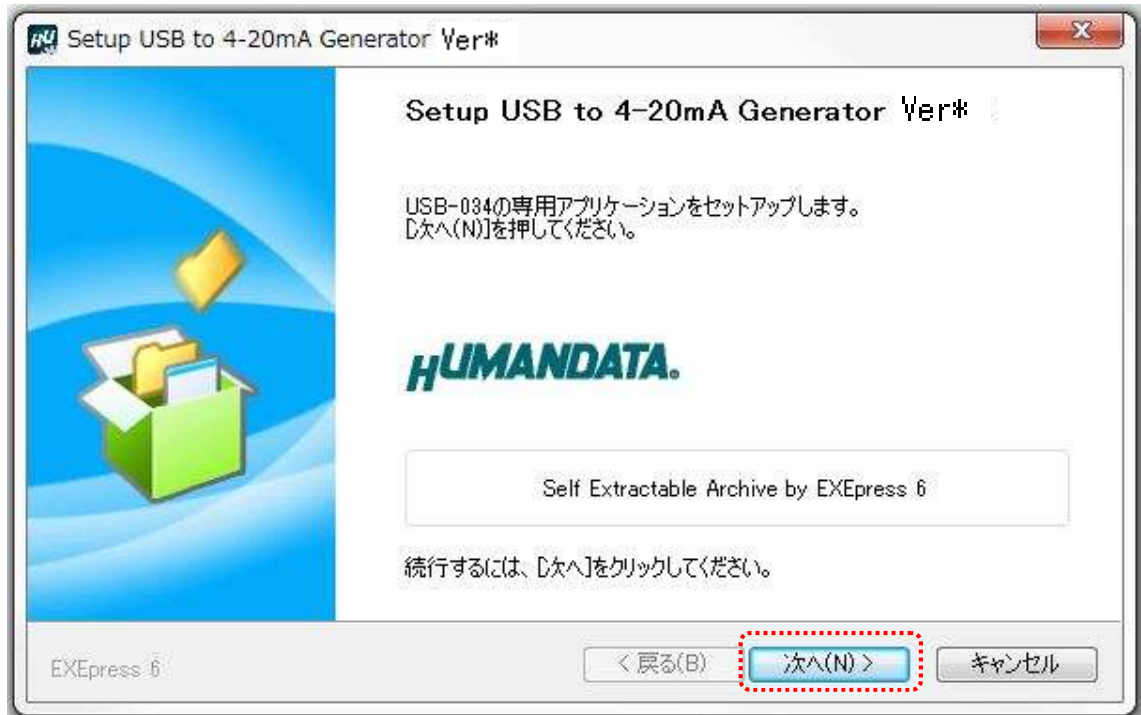 Setup USB to 4-20mA Generator Ver*
Setup USB to 4-20mA Generator Ver*
USB-034の専用アプリケーションをセットアップします。
[次へ(N)]を押してください。
HUMANDATA.
Self Extractable Archive by EXEpress 6
続行するには、[次へ]をクリックしてください。
EXEpress 6
< 戻る(B) 次へ(N) > キャンセル